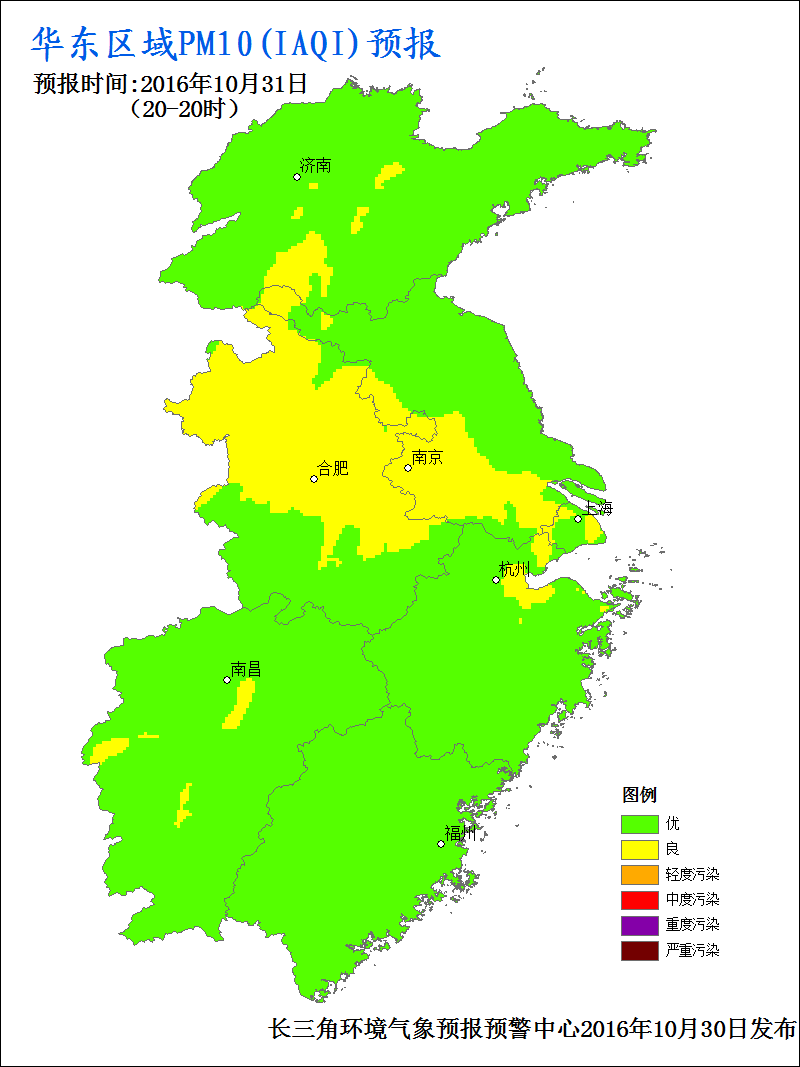 华东区域PM10(IAQI)预报
预报时间:2016年10月31日
（20-20时）
济南
合肥
南京
上海
杭州
南昌
福州
图例
优
良
轻度污染
中度污染
重度污染
严重污染
长三角环境气象预报预警中心2016年10月30日发布